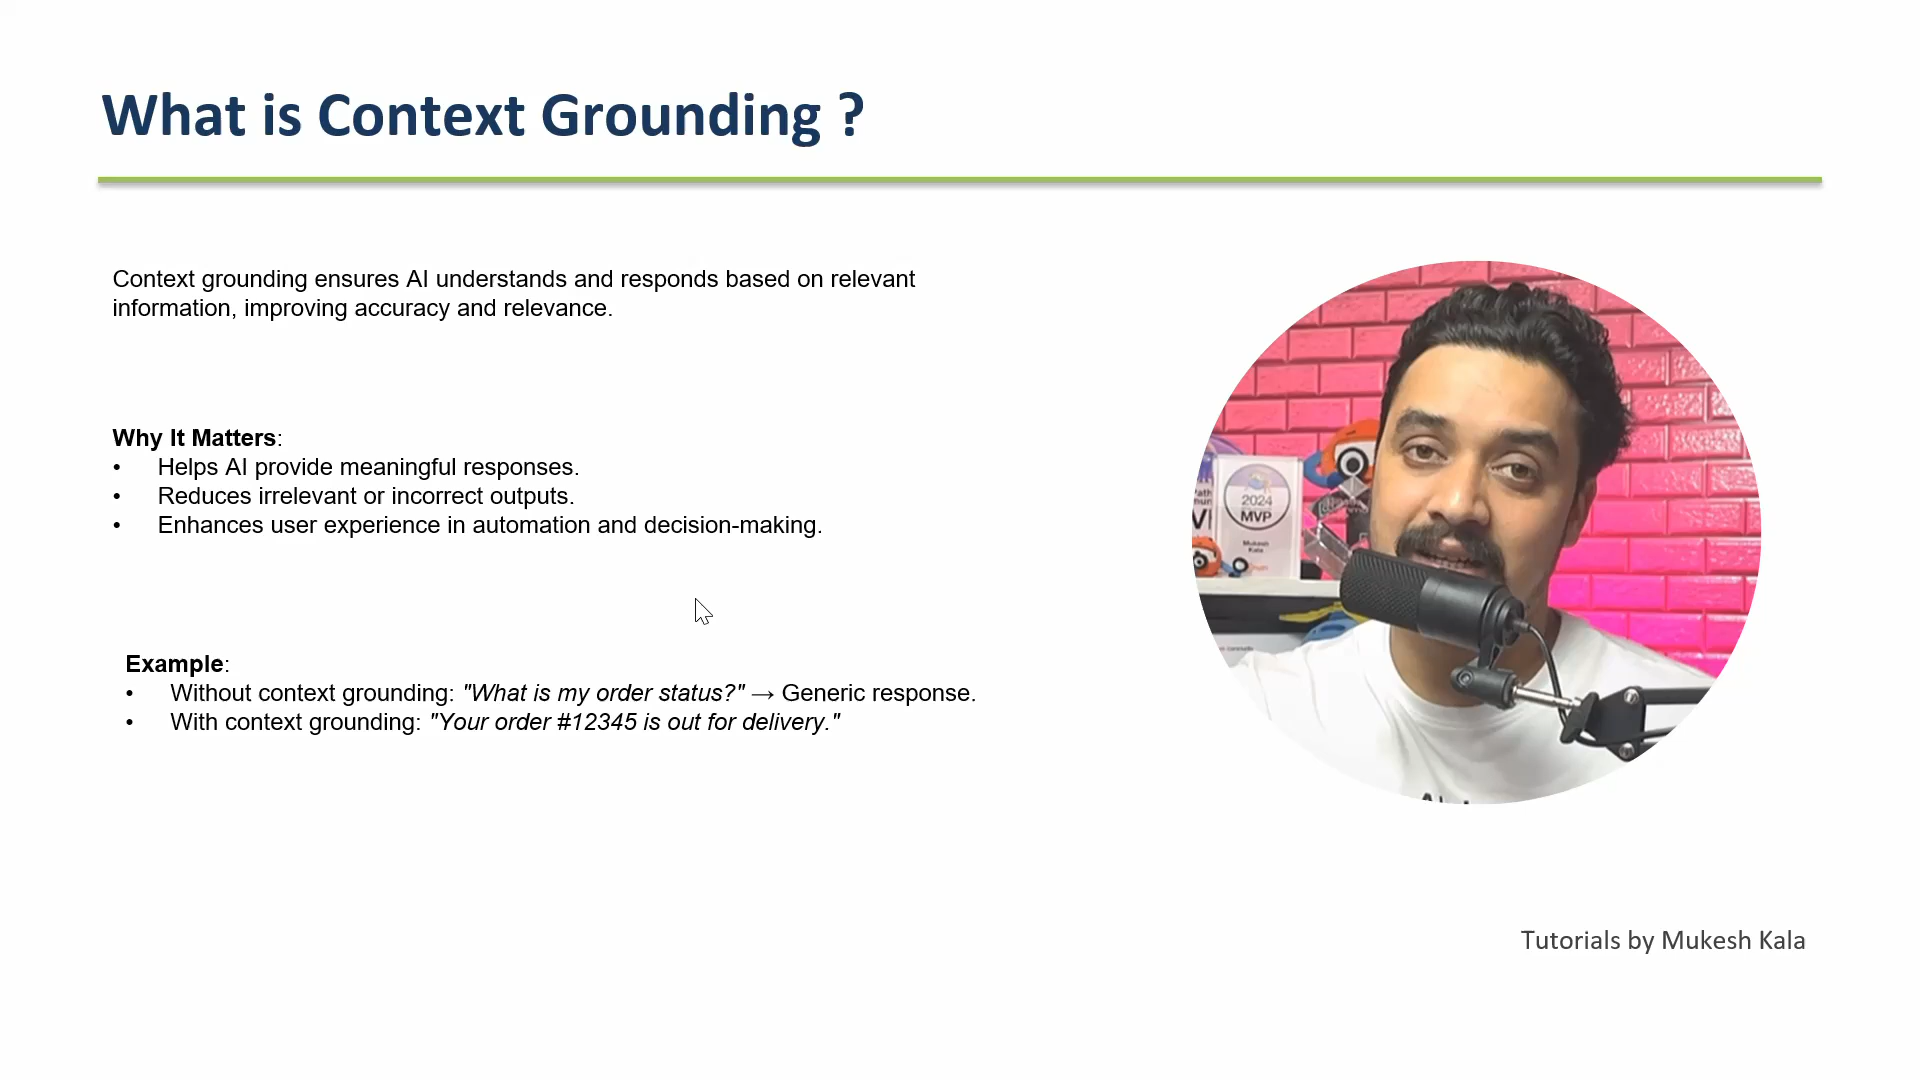 What is Context Grounding ?
Context grounding ensures AI understands and responds based on relevant
information, improving accuracy and relevance.
Why It Matters:
• Helps AI provide meaningful responses.
• Reduces irrelevant or incorrect outputs.
• Enhances user experience in automation and decision-making.
Example:
• Without context grounding: "What is my order status?" → Generic response.
• With context grounding: "Your order #12345 is out for delivery."
2024
MVP
Mukesh
Kala
Tutorials by Mukesh Kala